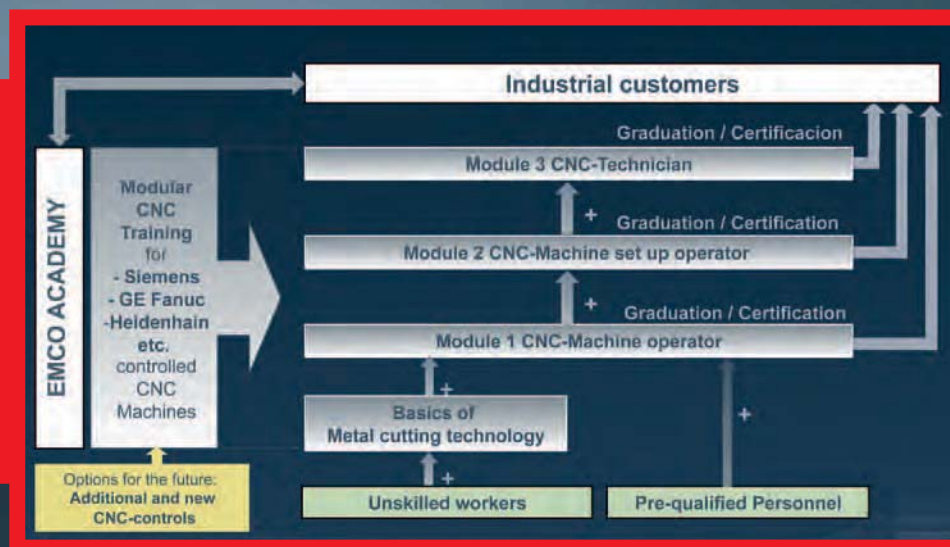 Industrial customers
Graduation / Certificacion
Module 3 CNC-Technician
EMCO ACADEMY
Modular
CNC
Training
for
- Siemens
- GE Fanuc
-Heidenhain
etc.
controlled
CNC
Machines
+
Graduation / Certification
Module 2 CNC-Machine set up operator
+
Graduation / Certification
Module 1 CNC-Machine operator
+
+
Basics of
Metal cutting technology
+
Options for the future:
Additional and new
CNC-controls
Unskilled workers
Pre-qualified Personnel